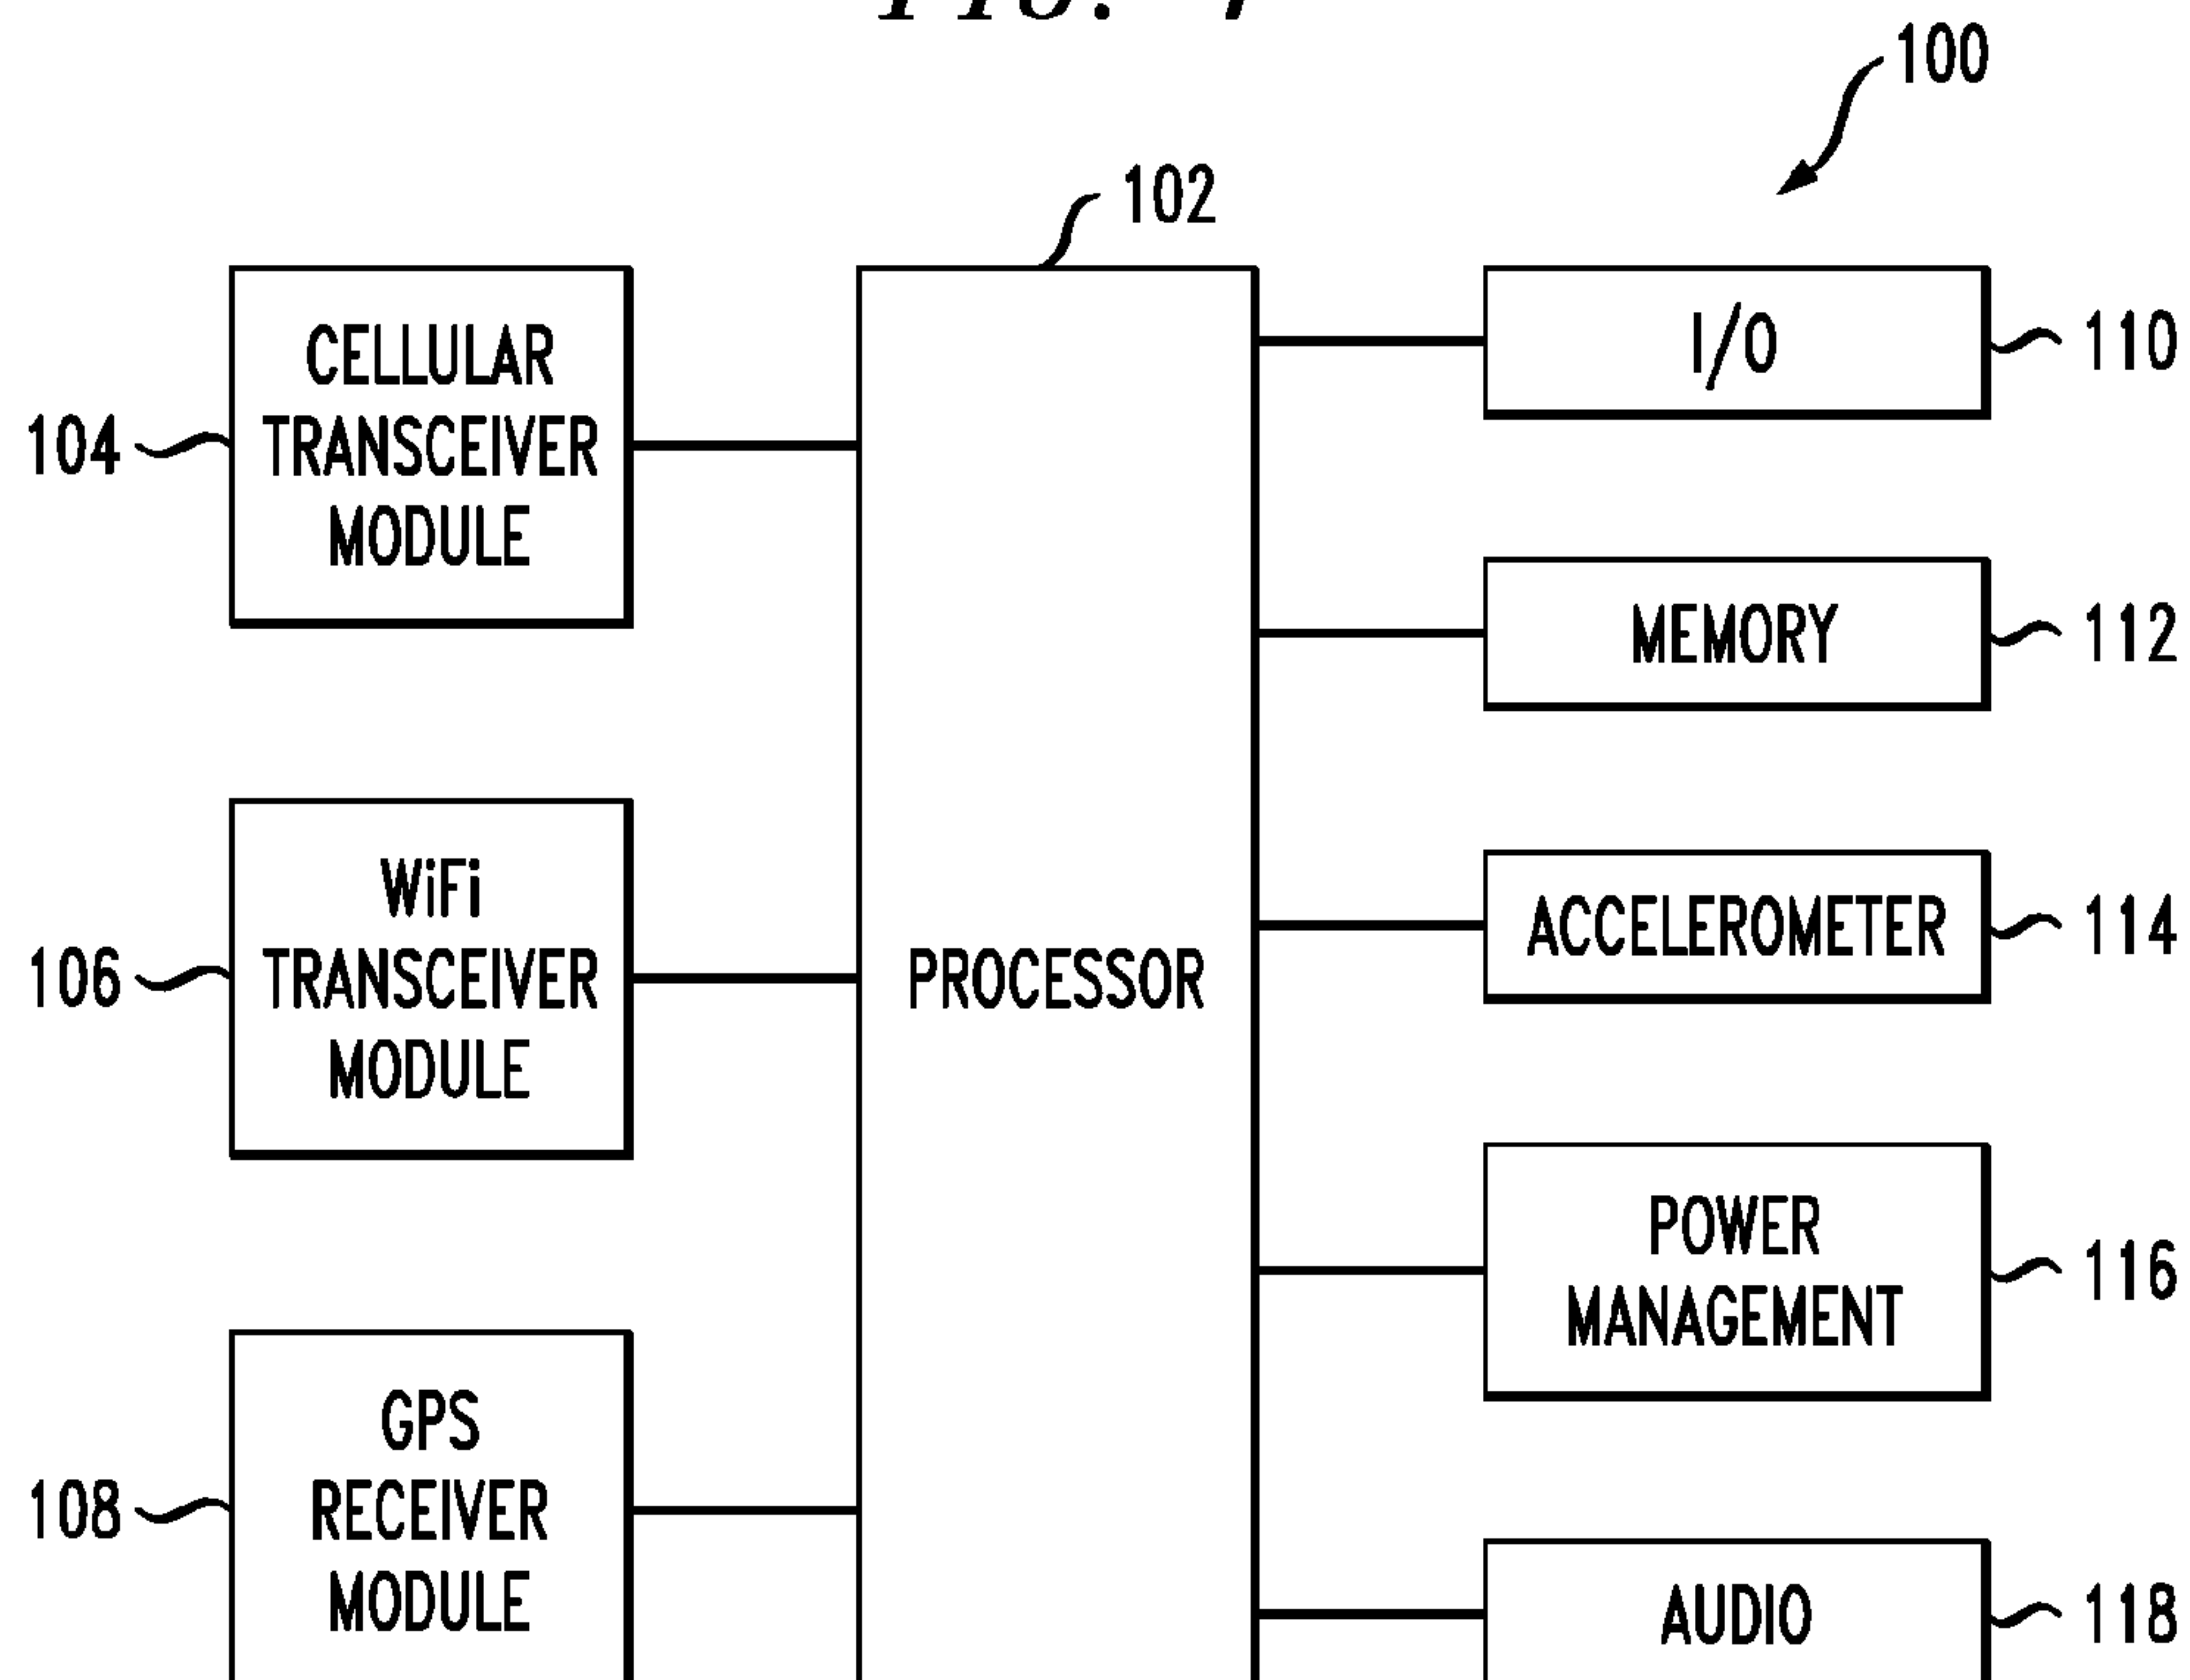 100
102
CELLULAR
TRANSCEIVER
MODULE
104
I/O
110
MEMORY
112
WiFi
TRANSCEIVER
MODULE
106
PROCESSOR
ACCELEROMETER
114
POWER
MANAGEMENT
116
GPS
RECEIVER
MODULE
108
AUDIO
118